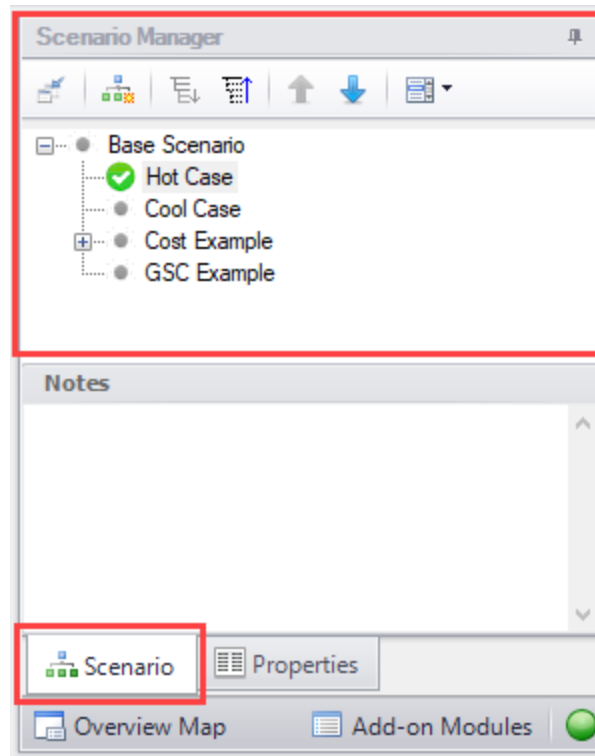 Scenario Manager
Base Scenario
Hot Case
Cool Case
Cost Example
GSC Example
Notes
Scenario Properties
Overview Map Add-on Modules